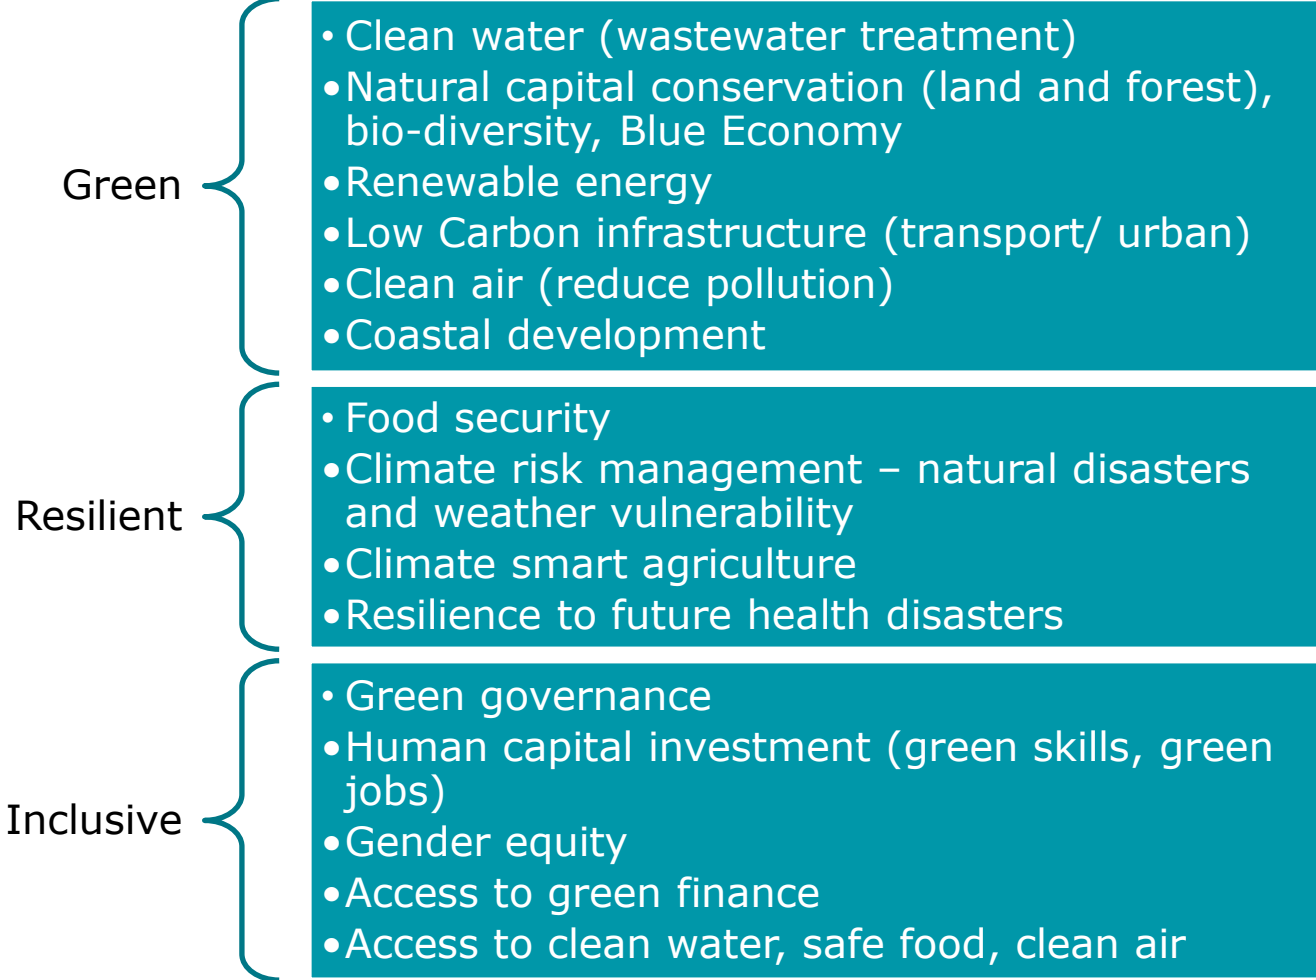 Green
• Clean water (wastewater treatment)
•Natural capital conservation (land and forest),
bio-diversity, Blue Economy
•Renewable energy
•Low Carbon infrastructure (transport/ urban)
•Clean air (reduce pollution)
•Coastal development
Resilient
• Food security
•Climate risk management – natural disasters
and weather vulnerability
•Climate smart agriculture
•Resilience to future health disasters
Inclusive
• Green governance
•Human capital investment (green skills, green
jobs)
•Gender equity
•Access to green finance
•Access to clean water, safe food, clean air